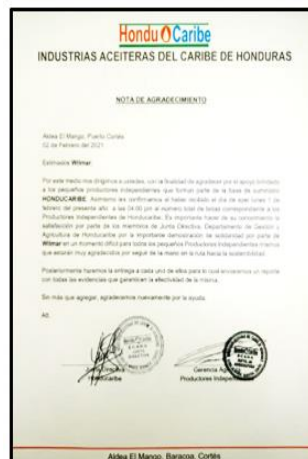 Hondu Caribe
INDUSTRIAS ACEITERAS DEL CARIBE DE HONDURAS
NOTA DE AGRADECIMIENTO
Aldea El Mango, Puerto Cortés
02 de Febrero del 2021
Estimados Wilmar
Por este medio nos dirigimos a ustedes, con la finalidad de agradecer por el apoyo brindado
a los pequeños productores independientes que forman parte de la base de suministro
HONDUCARIBE. Asimismo les confirmamos el haber recibido el día de ayer lunes 1 de
febrero del presente año, a las 04:00 pm el número total de bolsas correspondiente a los
Productores Independientes de Honducaribe. Es importante hacer de su conocimiento la
satisfacción por parte de los miembros de Junta Directiva, Departamento de Gestión y
Agricultura de Honducaribe por la importante demostración de solidaridad por parte de
Wilmar en un momento difícil para todos los pequeños Productores Independientes mismos
que estarán muy agradecidos por seguir de la mano en la ruta hacia la sostenibilidad.
Posteriormente haremos la entrega a cada uno de ellos para lo cual enviaremos un reporte
con todas las evidencias que garanticen la efectividad de la misma.
Sin más que agregar, agradecemos nuevamente por la ayuda.
Att.
Junta Directiva
Honducaribe
Gerencia Agrícola
Productores Independientes
Aldea El Mango, Baracoa, Cortés